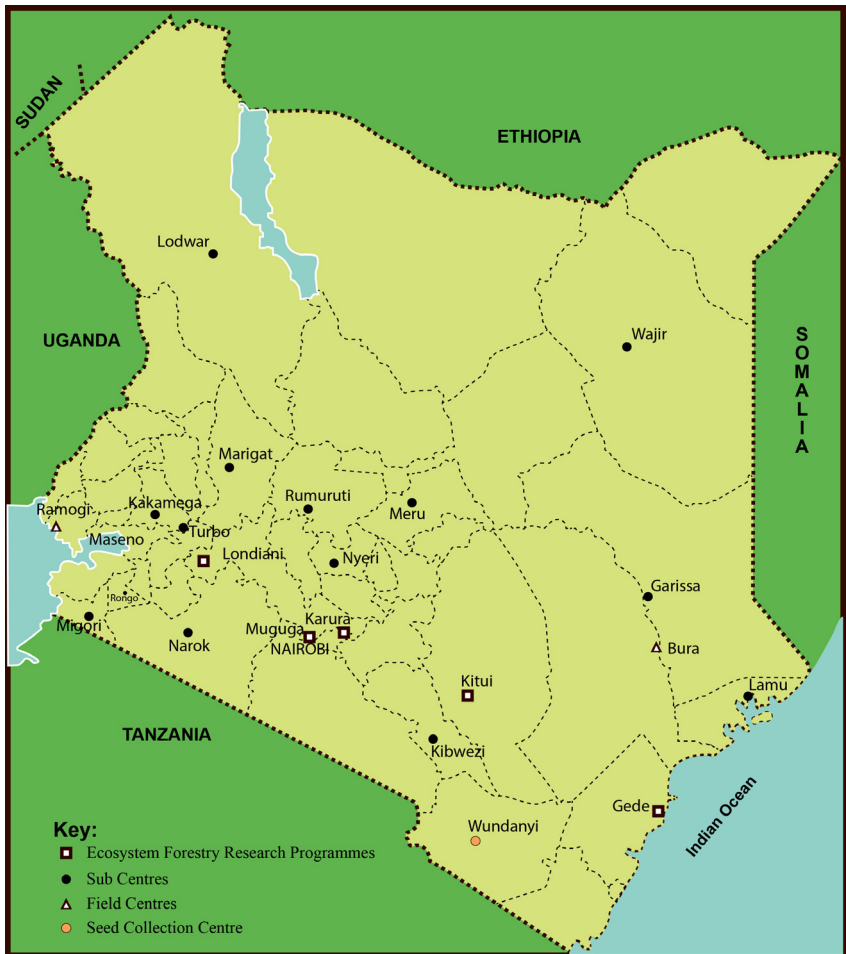 SUDAN
ETHIOPIA
Lodwar
UGANDA
Wajir
SOMALIA
Marigat
Rumuruti
Kakamega
Ramogi
Meru
Turbo
Maseno
Londiani
Nyeri
Garissa
Rongo
Karura
Migori
Muguga
Narok
NAIROBI
Bura
Kitui
Lamu
TANZANIA
Kibwezi
Indian Ocean
Gede
Wundanyi
Key:
Ecosystem Forestry Research Programmes
Sub Centres
Field Centres
Seed Collection Centre